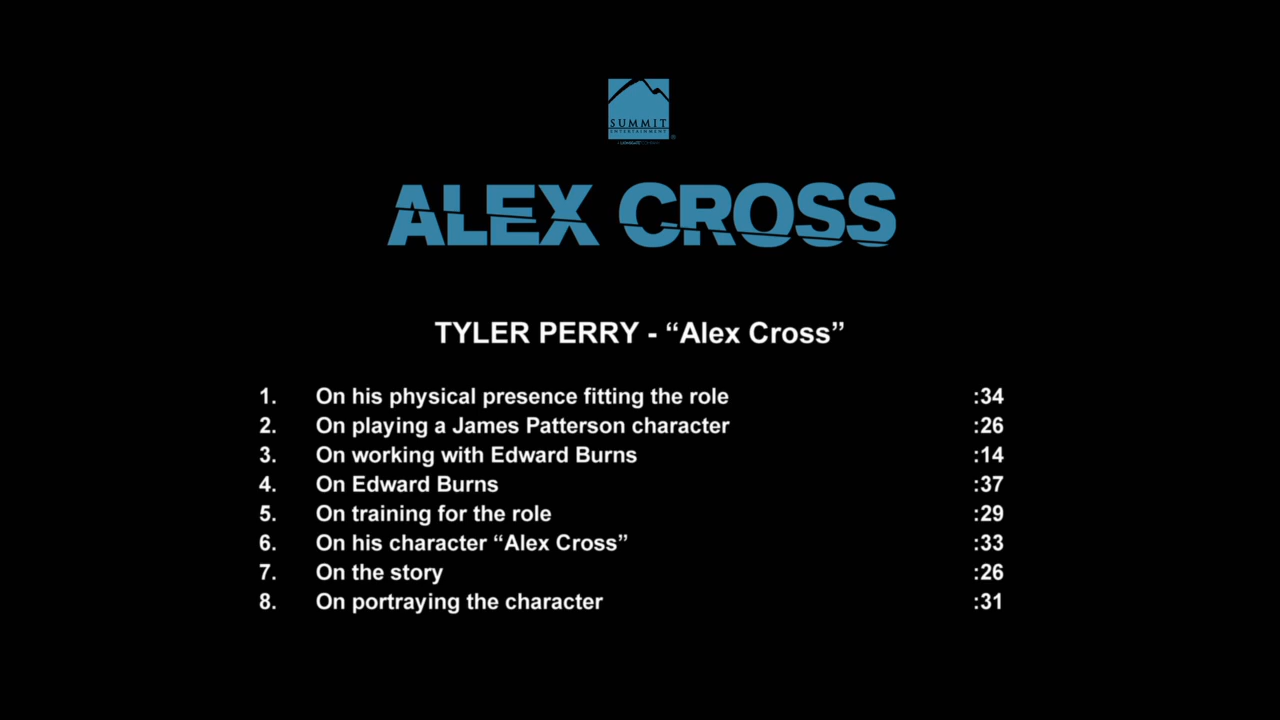 SUMMIT
ENTERTAINMENT
ALEX CROSS
TYLER PERRY - “Alex Cross”
1. On his physical presence fitting the role :34
2. On playing a James Patterson character :26
3. On working with Edward Burns :14
4. On Edward Burns :37
5. On training for the role :29
6. On his character “Alex Cross” :33
7. On the story :26
8. On portraying the character :31